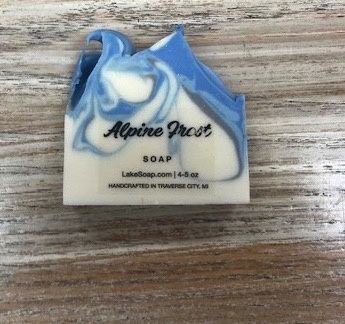 Alpine Frost
SOAP
LakeSoap.com | 4-5 oz
HANDCRAFTED IN TRAVERSE CITY, MI